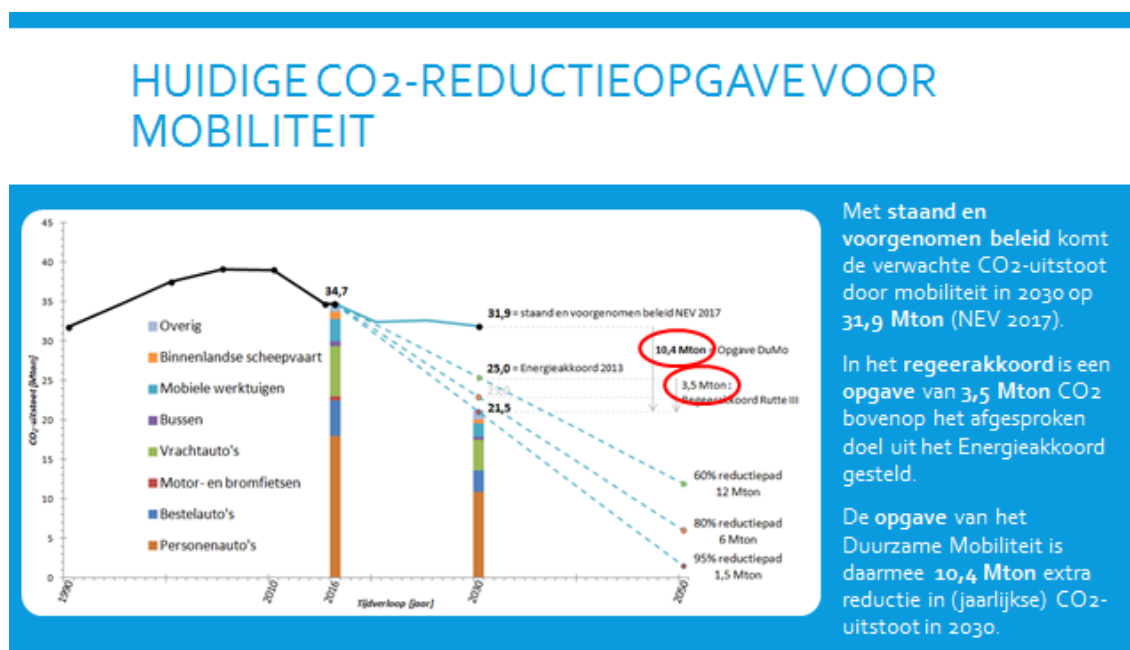 HUIDIGE CO2-REDUCTIEOPGAVE VOOR
MOBILITEIT
45
40
35
30
25
20
15
10
5
0
CO₂-uitstoot [Mton]
1990
2010
2016
2030
2050
Tijdverloop [jaar]
34,7
Overig
Binnenlandse scheepvaart
Mobiele werktuigen
Bussen
Vrachtauto's
Motor- en bromfietsen
Bestelauto's
Personenauto's
31,9 = staand en voorgenomen beleid NEV 2017
10,4 Mton = Opgave DuMo
25,0 = Energieakkoord 2013
3,5 Mton :
Regeerakkoord Rutte III
21,5
60% reductiepad
12 Mton
80% reductiepad
6 Mton
95% reductiepad
1,5 Mton
Met staand en
voorgenomen beleid komt
de verwachte CO2-uitstoot
door mobiliteit in 2030 op
31,9 Mton (NEV 2017).
In het regeerakkoord is een
opgave van 3,5 Mton CO2
bovenop het afgesproken
doel uit het Energieakkoord
gesteld.
De opgave van het
Duurzame Mobiliteit is
daarmee 10,4 Mton extra
reductie in (jaarlijkse) CO2-
uitstoot in 2030.